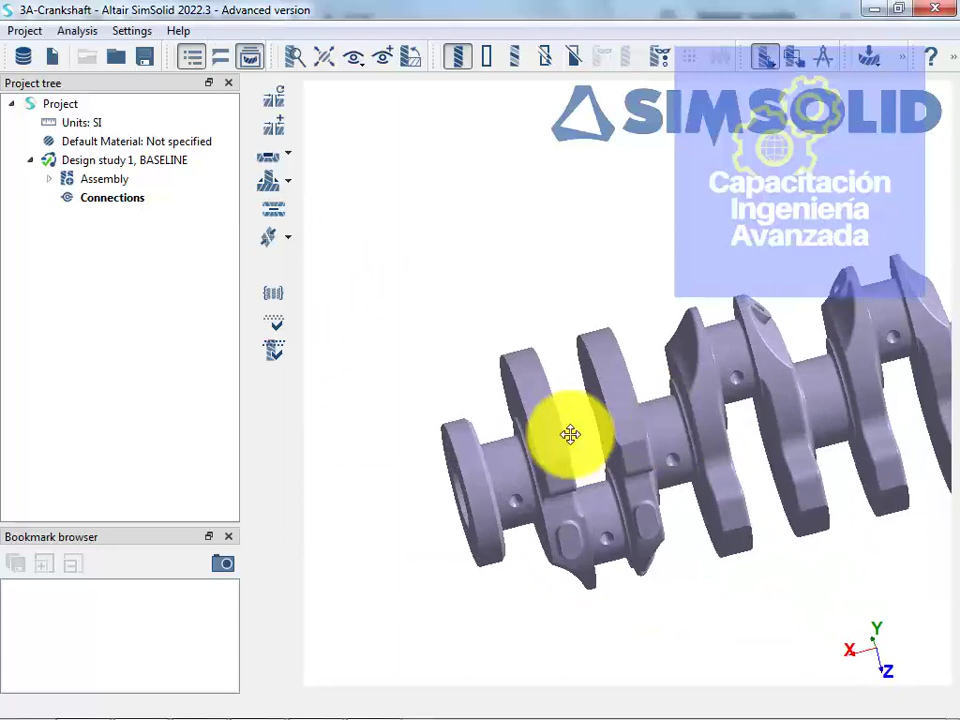 3A-Crankshaft - Altair SimSolid 2022.3 - Advanced version
Project Analysis Settings Help
»
? »
Project tree
Project
Units: SI
Default Material: Not specified
Design study 1, BASELINE
Assembly
Connections
SIMSOLID
Capacitación
Ingeniería
Avanzada
Bookmark browser
Y
X
Z